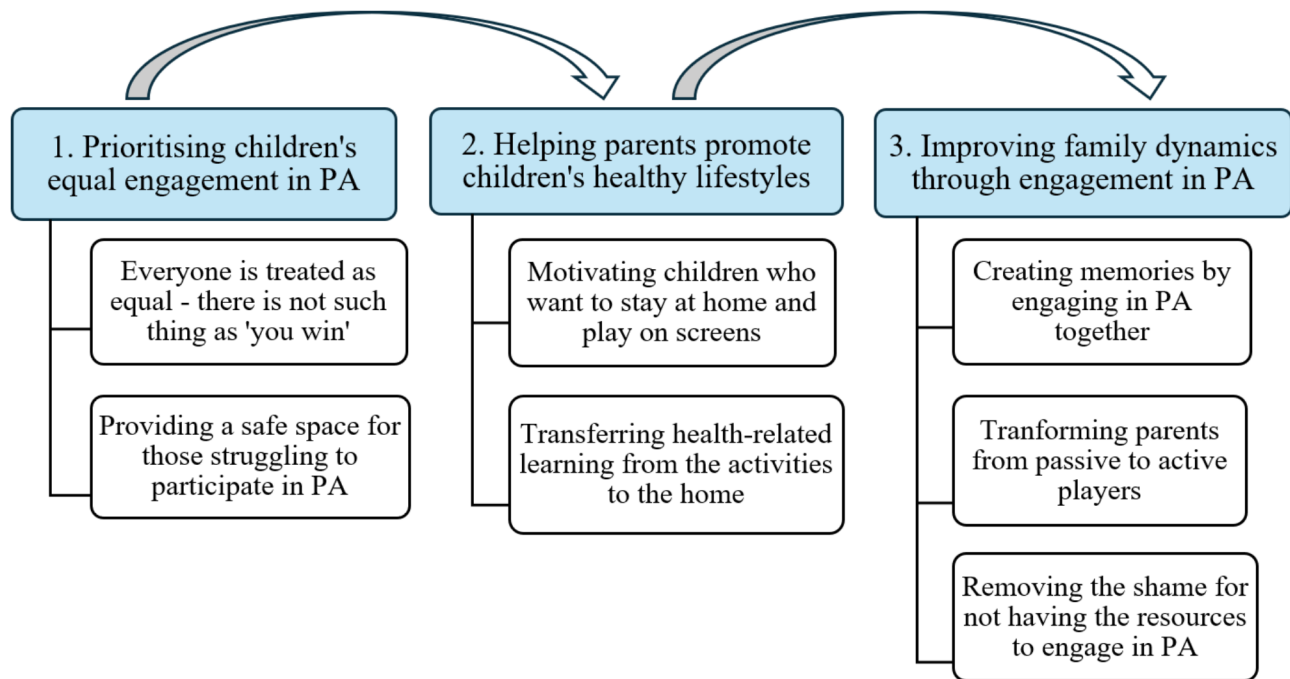 1. Prioritising children's
equal engagement in PA
Everyone is treated as
equal - there is not such
thing as 'you win'
Providing a safe space for
those struggling to
participate in PA
2. Helping parents promote
children's healthy lifestyles
Motivating children who
want to stay at home and
play on screens
Transferring health-related
learning from the activities
to the home
3. Improving family dynamics
through engagement in PA
Creating memories by
engaging in PA
together
Tranforming parents
from passive to active
players
Removing the shame for
not having the resources
to engage in PA